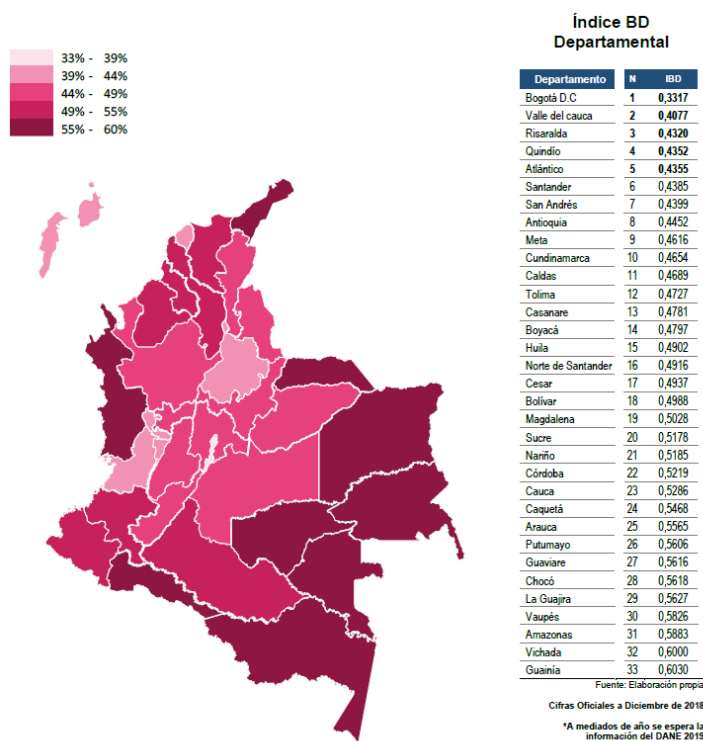 33% - 39%
39% - 44%
44% - 49%
49% - 55%
55% - 60%
Índice BD
Departamental
Departamento N IBD
Bogotá D.C 1 0,3317
Valle del cauca 2 0,4077
Risaralda 3 0,4320
Quindío 4 0,4352
Atlántico 5 0,4355
Santander 6 0,4385
San Andrés 7 0,4399
Antioquia 8 0,4452
Meta 9 0,4616
Cundinamarca 10 0,4654
Caldas 11 0,4689
Tolima 12 0,4727
Casanare 13 0,4781
Boyacá 14 0,4797
Huila 15 0,4902
Norte de Santander 16 0,4916
Cesar 17 0,4937
Bolívar 18 0,4988
Magdalena 19 0,5028
Sucre 20 0,5178
Nariño 21 0,5185
Córdoba 22 0,5219
Cauca 23 0,5286
Caquetá 24 0,5468
Arauca 25 0,5565
Putumayo 26 0,5606
Guaviare 27 0,5616
Chocó 28 0,5618
La Guajira 29 0,5627
Vaupés 30 0,5826
Amazonas 31 0,5883
Vichada 32 0,6000
Guainía 33 0,6030
Fuente: Elaboración propia
Cifras Oficiales a Diciembre de 2018
*A mediados de año se espera la
información del DANE 2019